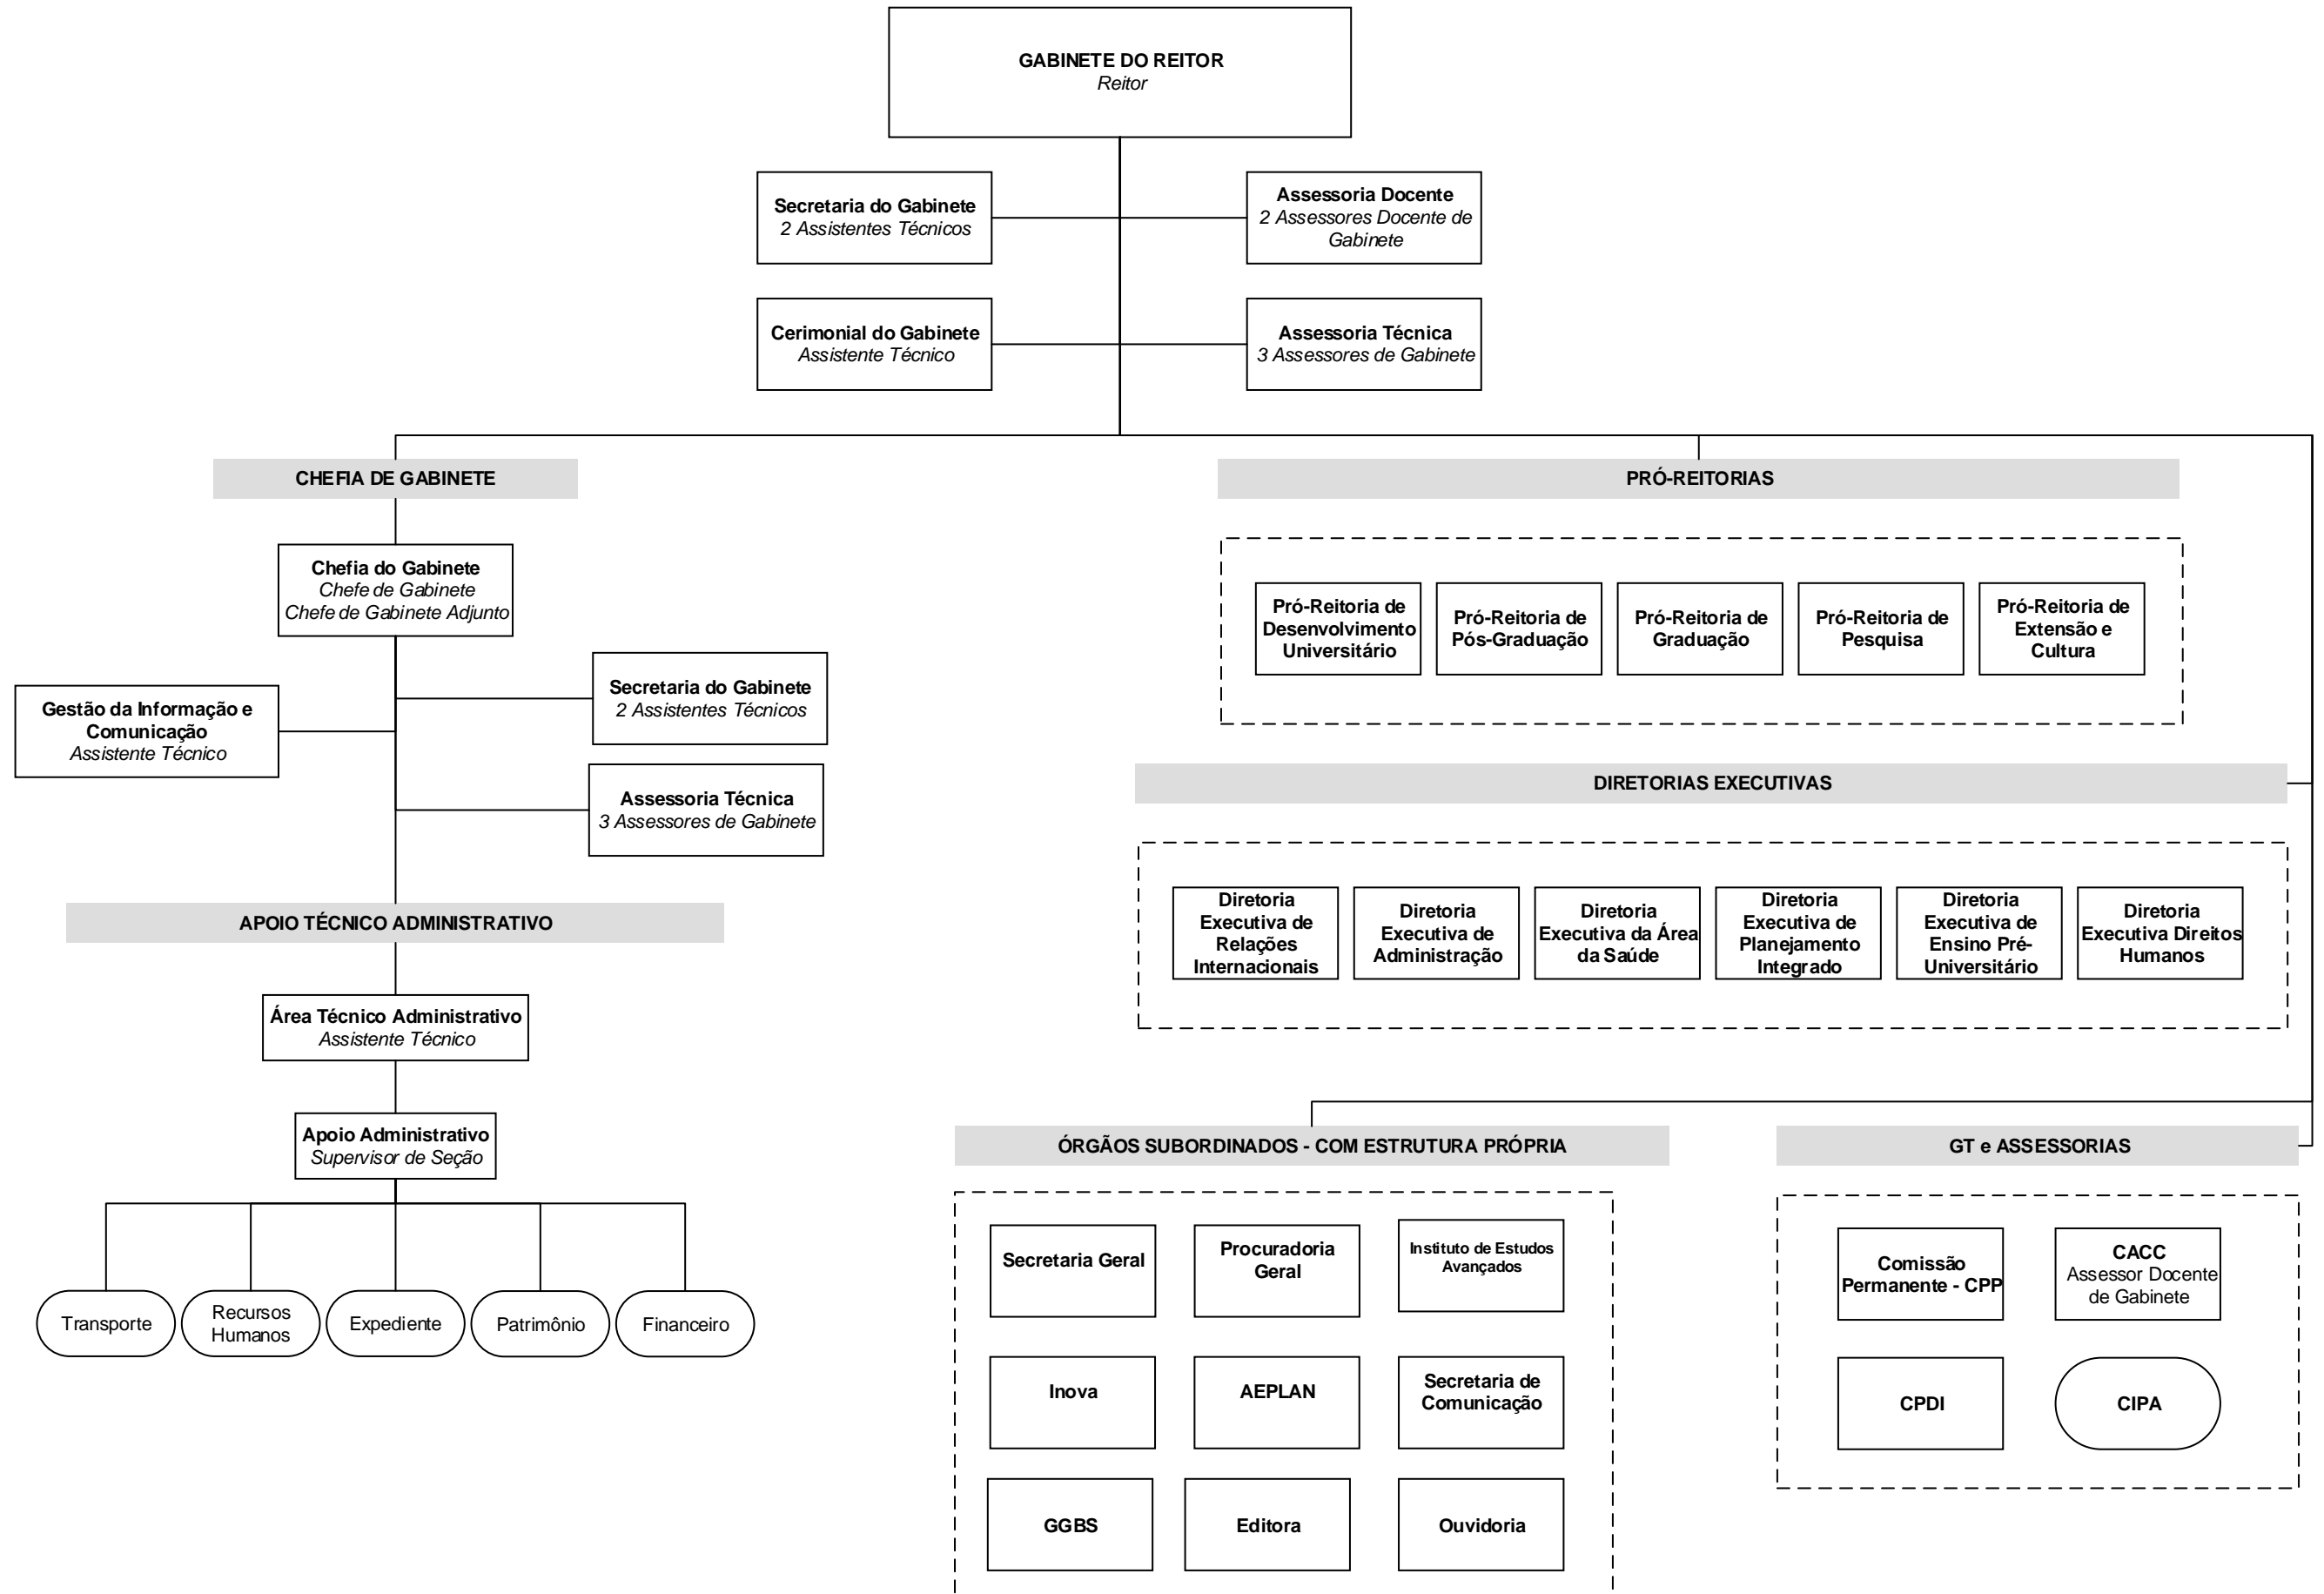 GABINETE DO REITOR
Reitor
Secretaria do Gabinete
2 Assistentes Técnicos
Assessoria Docente
2 Assessores Docente de
Gabinete
Cerimonial do Gabinete
Assistente Técnico
Assessoria Técnica
3 Assessores de Gabinete
CHEFIA DE GABINETE
Chefia do Gabinete
Chefe de Gabinete
Chefe de Gabinete Adjunto
Gestão da Informação e
Comunicação
Assistente Técnico
Secretaria do Gabinete
2 Assistentes Técnicos
Assessoria Técnica
3 Assessores de Gabinete
APOIO TÉCNICO ADMINISTRATIVO
Área Técnico Administrativo
Assistente Técnico
Apoio Administrativo
Supervisor de Seção
Transporte
Recursos
Humanos
Expediente
Patrimônio
Financeiro
PRÓ-REITORIAS
Pró-Reitoria de
Desenvolvimento
Universitário
Pró-Reitoria de
Pós-Graduação
Pró-Reitoria de
Graduação
Pró-Reitoria de
Pesquisa
Pró-Reitoria de
Extensão e
Cultura
DIRETORIAS EXECUTIVAS
Diretoria
Executiva de
Relações
Internacionais
Diretoria
Executiva de
Administração
Diretoria
Executiva da Área
da Saúde
Diretoria
Executiva de
Planejamento
Integrado
Diretoria
Executiva de
Ensino Pré-
Universitário
Diretoria
Executiva Direitos
Humanos
ÓRGÃOS SUBORDINADOS - COM ESTRUTURA PRÓPRIA
Secretaria Geral
Procuradoria
Geral
Instituto de Estudos
Avançados
Inova
AEPLAN
Secretaria de
Comunicação
GGBS
Editora
Ouvidoria
GT e ASSESSORIAS
Comissão
Permanente - CPP
CACC
Assessor Docente
de Gabinete
CPDI
CIPA